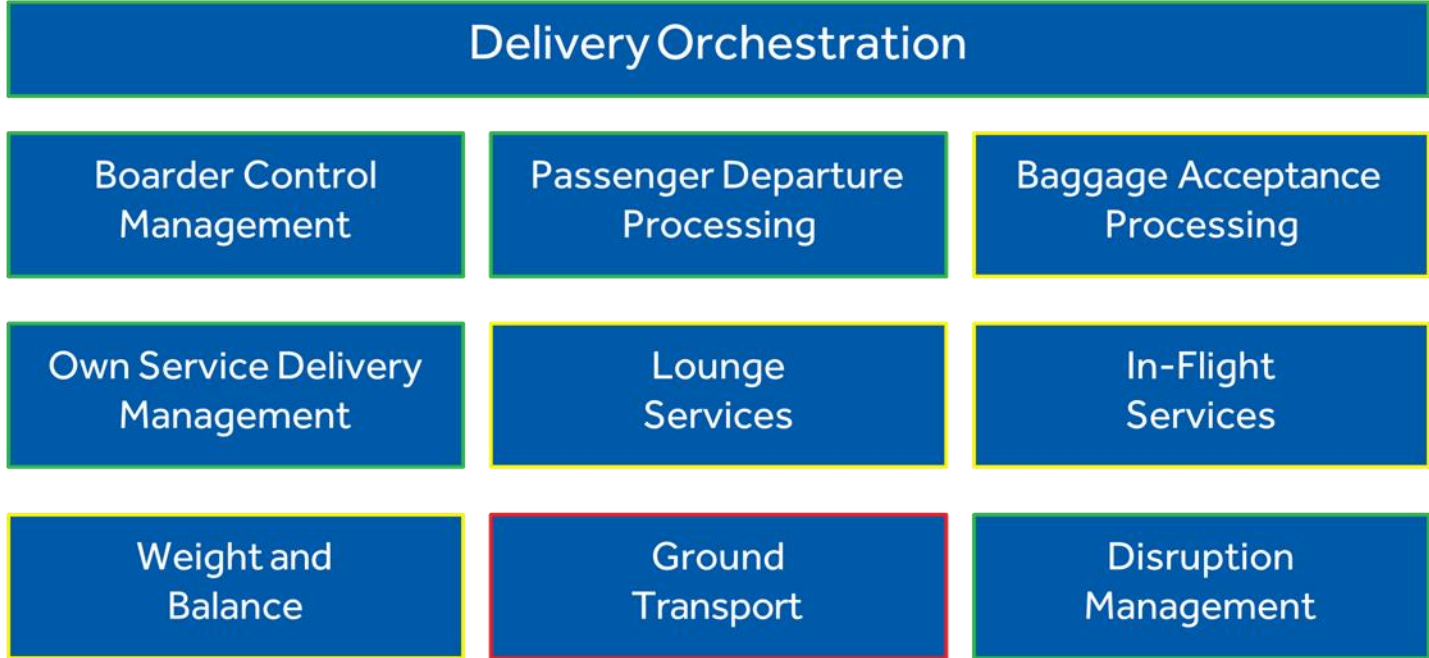 Delivery Orchestration
Boarder Control
Management
Passenger Departure
Processing
Baggage Acceptance
Processing
Own Service Delivery
Management
Lounge
Services
In-Flight
Services
Weight and
Balance
Ground
Transport
Disruption
Management